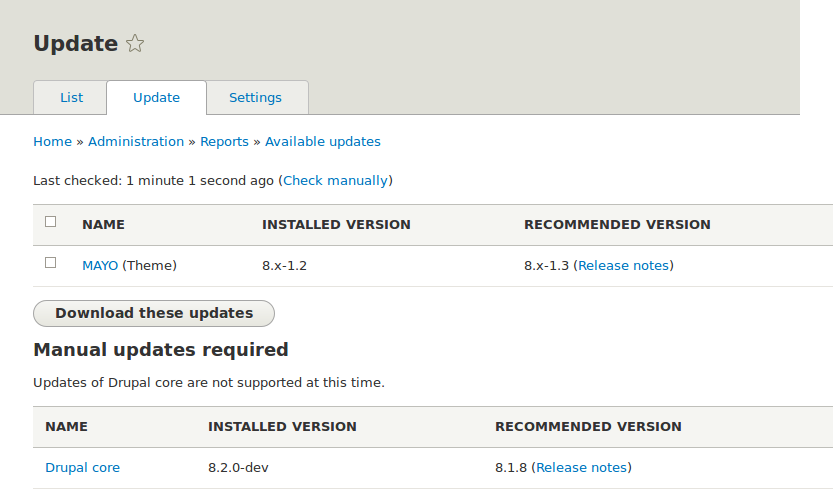 Update
List Update Settings
Home » Administration » Reports » Available updates
Last checked: 1 minute 1 second ago (Check manually)
NAME INSTALLED VERSION RECOMMENDED VERSION
MAYO (Theme) 8.x-1.2 8.x-1.3 (Release notes)
Download these updates
Manual updates required
Updates of Drupal core are not supported at this time.
NAME INSTALLED VERSION RECOMMENDED VERSION
Drupal core 8.2.0-dev 8.1.8 (Release notes)